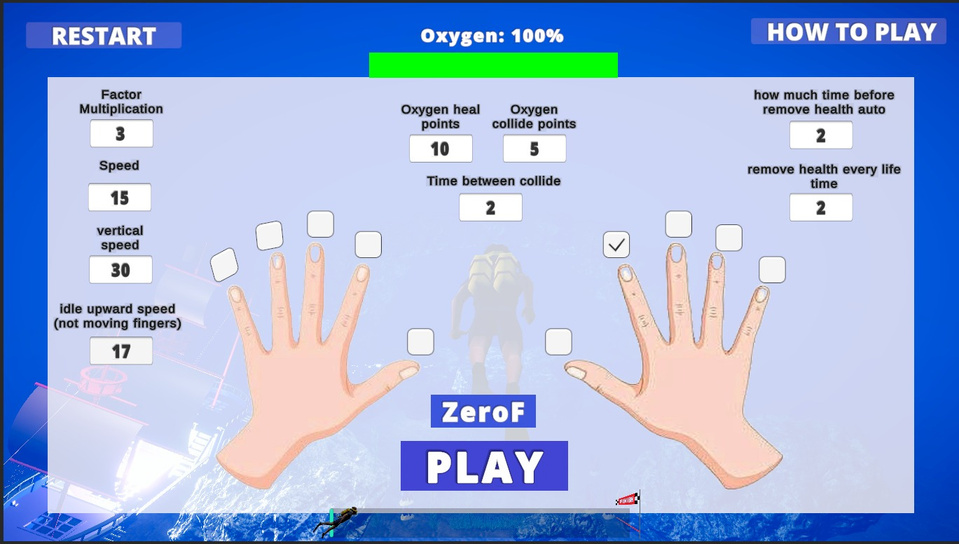 RESTART
Oxygen: 100%
HOW TO PLAY
Factor
Multiplication
3
Speed
15
vertical
speed
30
idle upward speed
(not moving fingers)
17
Oxygen heal
points
10
Oxygen
collide points
5
Time between collide
2
how much time before
remove health auto
2
remove health every life
time
2
ZeroF
PLAY